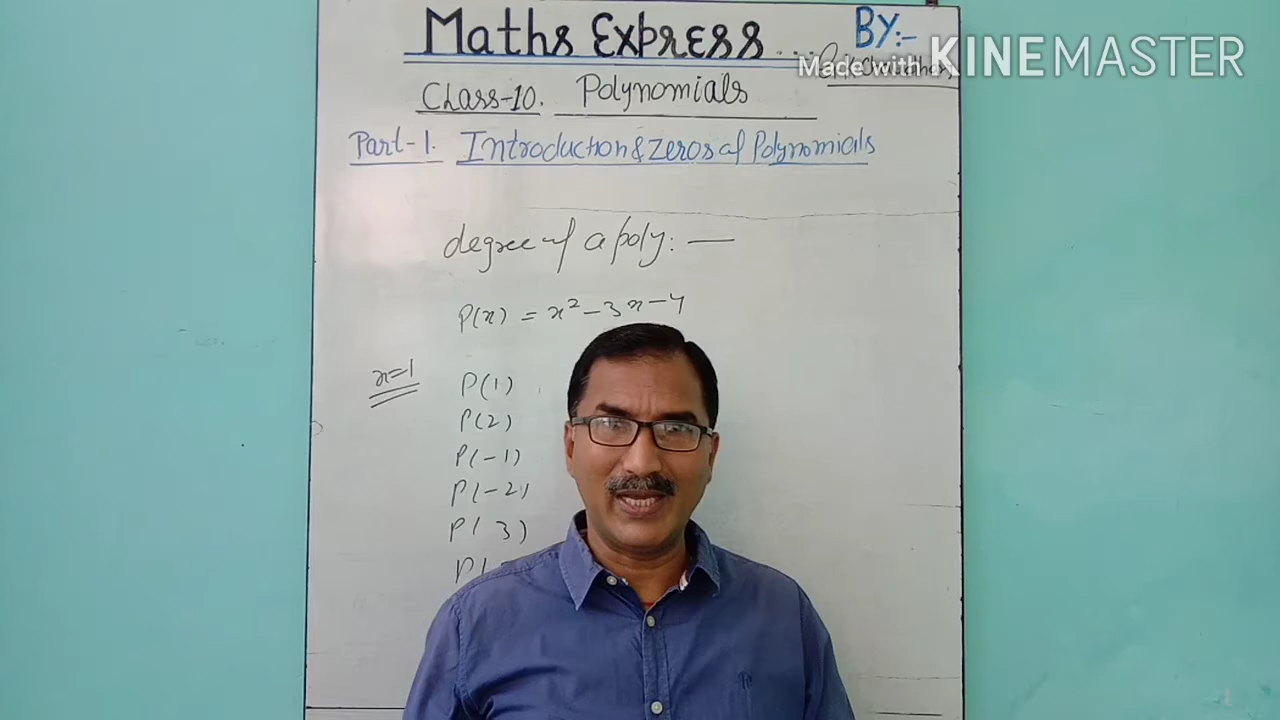 Maths Express... BY:-
Made with KINEMASTER
Class-10. Polynomials
Part-1. Introduction & Zeros of Polynomials
degree of a poly: —
P(x) = x² - 3x - 4
x=1
P(1)
P(2)
P(-1)
P(-2)
P( 3)
P(